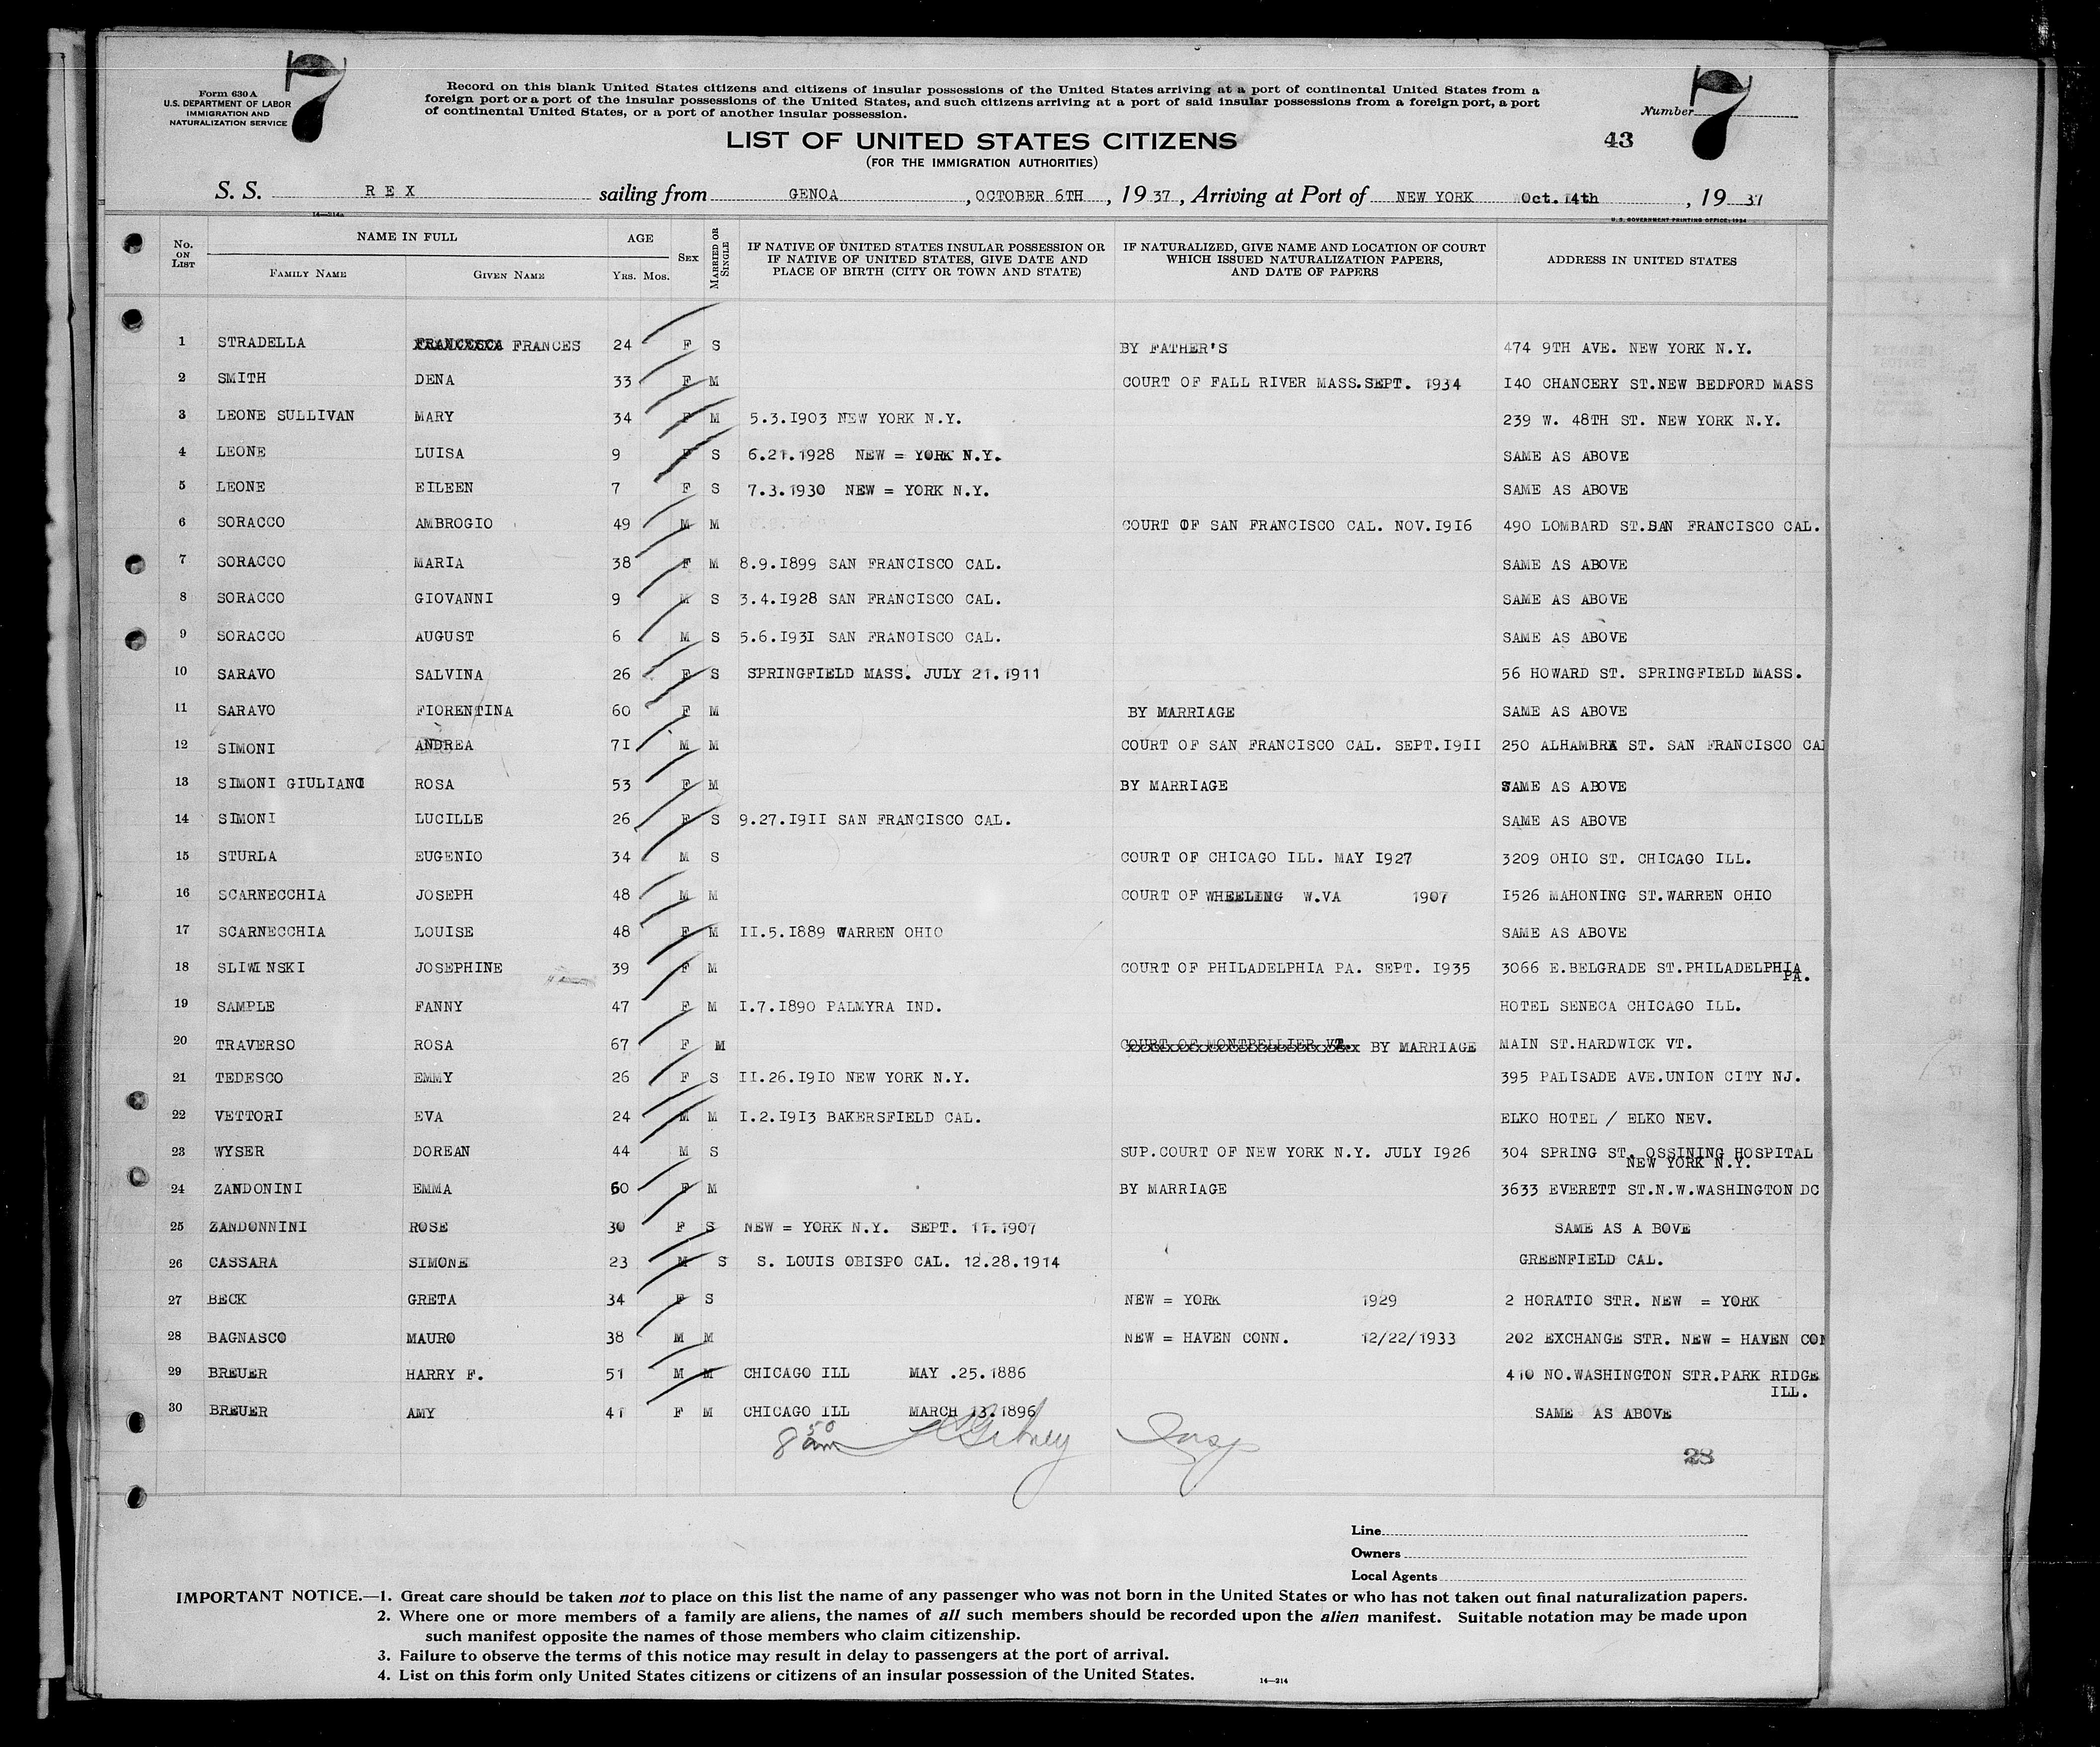 7
Form 630 A
U.S. DEPARTMENT OF LABOR
IMMIGRATION AND
NATURALIZATION SERVICE
Record on this blank United States citizens and citizens of insular possessions of the United States arriving at a port of continental United States from a
foreign port or a port of the insular possessions of the United States, and such citizens arriving at a port of said insular possessions from a foreign port, a port
of continental United States, or a port of another insular possession.
Number 7
LIST OF UNITED STATES CITIZENS
43
(FOR THE IMMIGRATION AUTHORITIES)
S. S. REX sailing from GENOA, OCTOBER 6TH, 1937, Arriving at Port of NEW YORK Oct. 14th, 1937
14—214a
U. S. GOVERNMENT PRINTING OFFICE: 1934
No. ON LIST NAME IN FULL AGE SEX MARRIED OR SINGLE IF NATIVE OF UNITED STATES INSULAR POSSESSION OR IF NATIVE OF UNITED STATES, GIVE DATE AND PLACE OF BIRTH (CITY OR TOWN AND STATE) IF NATURALIZED, GIVE NAME AND LOCATION OF COURT WHICH ISSUED NATURALIZATION PAPERS, AND DATE OF PAPERS ADDRESS IN UNITED STATES
FAMILY NAME GIVEN NAME YRS. MOS.
1 STRADELLA FRANCESCA FRANCES 24 F S BY FATHER'S 474 9TH AVE. NEW YORK N.Y.
2 SMITH DENA 33 F M COURT OF FALL RIVER MASS.SEPT. 1934 I40 CHANCERY ST.NEW BEDFORD MASS
3 LEONE SULLIVAN MARY 34 F M 5.3.I903 NEW YORK N.Y. 239 W. 48TH ST. NEW YORK N.Y.
4 LEONE LUISA 9 F S 6.21.1928 NEW = YORK N.Y. SAME AS ABOVE
5 LEONE EILEEN 7 F S 7.3.1930 NEW = YORK N.Y. SAME AS ABOVE
6 SORACCO AMBROGIO 49 M M COURT OF SAN FRANCISCO CAL. NOV.I9I6 490 LOMBARD ST.SAN FRANCISCO CAL.
7 SORACCO MARIA 38 F M 8.9.I899 SAN FRANCISCO CAL. SAME AS ABOVE
8 SORACCO GIOVANNI 9 M S 3.4.I928 SAN FRANCISCO CAL. SAME AS ABOVE
9 SORACCO AUGUST 6 M S 5.6.I93I SAN FRANCISCO CAL. SAME AS ABOVE
10 SARAVO SALVINA 26 F S SPRINGFIELD MASS. JULY 21.1911 56 HOWARD ST. SPRINGFIELD MASS.
11 SARAVO FIORENTINA 60 F M BY MARRIAGE SAME AS ABOVE
12 SIMONI ANDREA 7I M M COURT OF SAN FRANCISCO CAL. SEPT.I9II 250 ALHAMBRA ST. SAN FRANCISCO CAL
13 SIMONI GIULIANI ROSA 53 F M BY MARRIAGE SAME AS ABOVE
14 SIMONI LUCILLE 26 F S 9.27.I9II SAN FRANCISCO CAL. SAME AS ABOVE
15 STURLA EUGENIO 34 M S COURT OF CHICAGO ILL. MAY I927 3209 OHIO ST. CHICAGO ILL.
16 SCARNECCHIA JOSEPH 48 M M COURT OF WHEELING W.VA 1907 I526 MAHONING ST.WARREN OHIO
17 SCARNECCHIA LOUISE 48 F M II.5.I889 WARREN OHIO SAME AS ABOVE
18 SLIWINSKI JOSEPHINE 39 F M COURT OF PHILADELPHIA PA. SEPT. I935 3066 E.BELGRADE ST.PHILADELPHIA
PA.
19 SAMPLE FANNY 47 F M I.7.I890 PALMYRA IND. HOTEL SENECA CHICAGO ILL.
20 TRAVERSO ROSA 67 F M COURT OF MONTBELLIER VT. BY MARRIAGE MAIN ST.HARDWICK VT.
21 TEDESCO EMMY 26 F S II.26.I9I0 NEW YORK N.Y. 395 PALISADE AVE.UNION CITY NJ.
22 VETTORI EVA 24 M M I.2.I9I3 BAKERSFIELD CAL. ELKO HOTEL / ELKO NEV.
23 WYSER DOREAN 44 M S SUP.COURT OF NEW YORK N.Y. JULY I926 304 SPRING ST. OSSINING HOSPITAL
NEW YORK N.Y.
24 ZANDONINI EMMA 60 F M BY MARRIAGE 3633 EVERETT ST.N.W.WASHINGTON DC
25 ZANDONNINI ROSE 30 F S NEW = YORK N.Y. SEPT. 11.1907 SAME AS A BOVE
26 CASSARA SIMONE 23 M S S. LOUIS OBISPO CAL. 12.28.1914 GREENFIELD CAL.
27 BECK GRETA 34 F S NEW = YORK 1929 2 HORATIO STR. NEW = YORK
28 BAGNASCO MAURO 38 M M NEW = HAVEN CONN. 12/22/1933 202 EXCHANGE STR. NEW = HAVEN CON
29 BREUER HARRY F. 51 M M CHICAGO ILL MAY .25.1886 410 NO.WASHINGTON STR.PARK RIDGE
ILL.
30 BREUER AMY 41 F M CHICAGO ILL MARCH 13.1896 SAME AS ABOVE
8 50 am Insp
28
Line
Owners
Local Agents
IMPORTANT NOTICE.—1. Great care should be taken not to place on this list the name of any passenger who was not born in the United States or who has not taken out final naturalization papers.
2. Where one or more members of a family are aliens, the names of all such members should be recorded upon the alien manifest. Suitable notation may be made upon
such manifest opposite the names of those members who claim citizenship.
3. Failure to observe the terms of this notice may result in delay to passengers at the port of arrival.
4. List on this form only United States citizens or citizens of an insular possession of the United States.
14—214